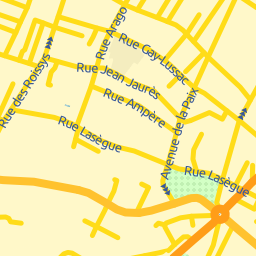 Rue Arago
Rue Gay-Lussac
Rue Jean Jaurès
Rue des Roissys
Rue Ampère
Avenue de la Paix
Rue Lasègue
Rue Lasègue